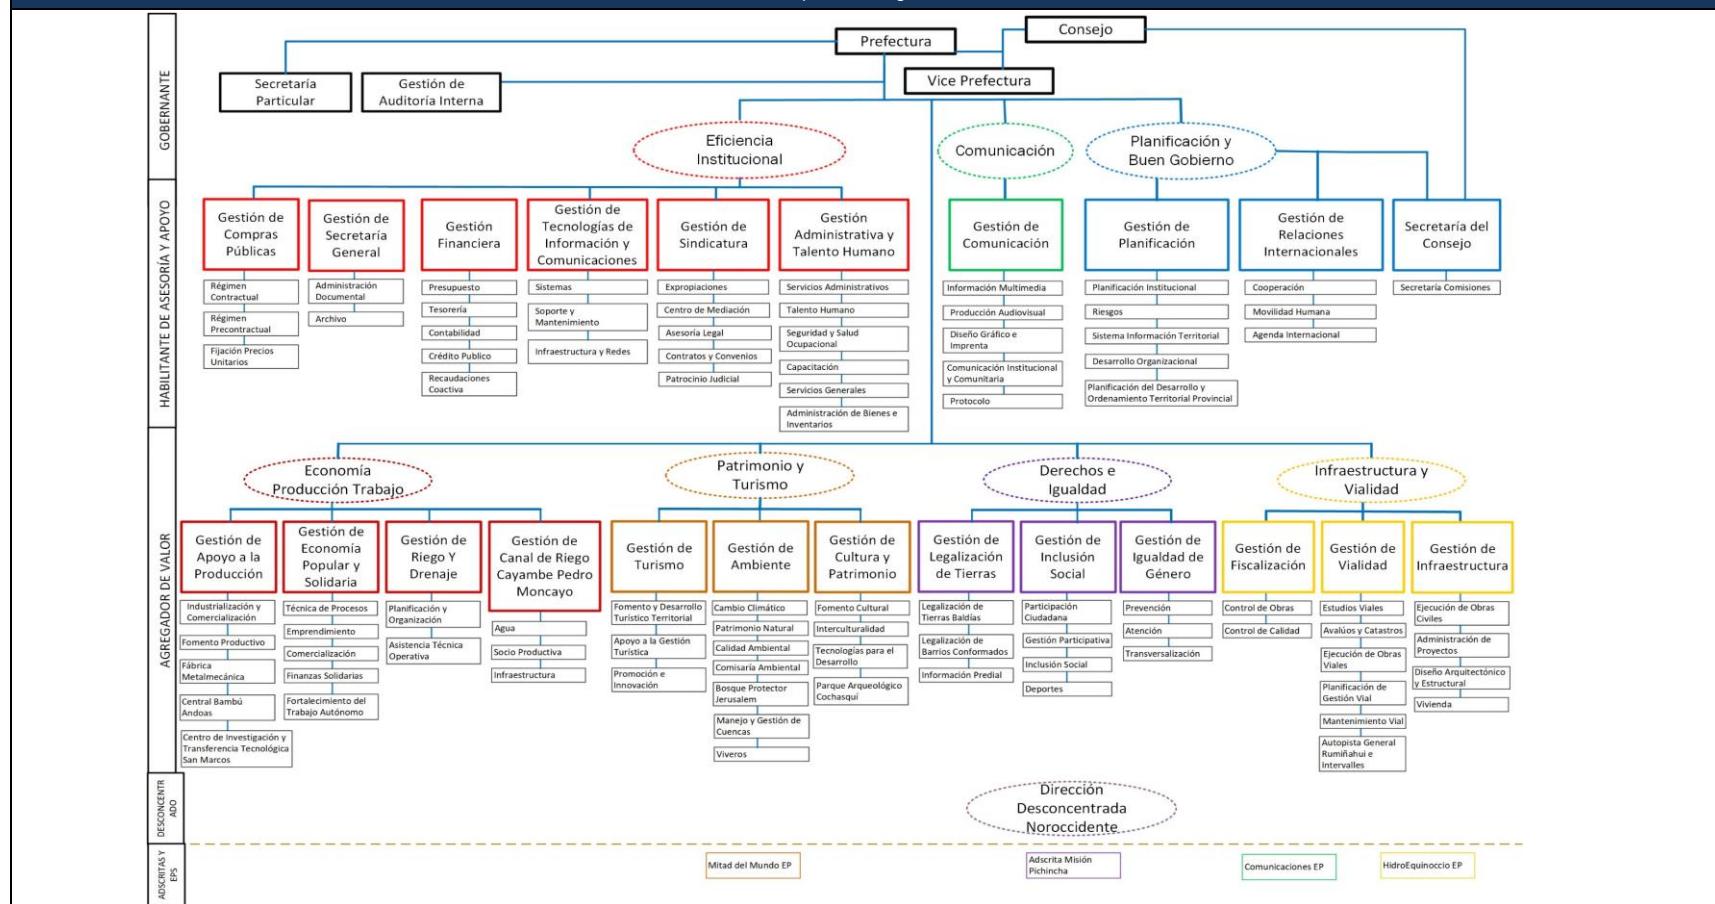 Prefectura
Consejo
Secretaría
Particular
Gestión de
Auditoría Interna
Vice Prefectura
GOBERNANTE
Eficiencia
Institucional
Comunicación
Planificación y
Buen Gobierno
HABILITANTE DE ASESORÍA Y APOYO
Gestión de
Compras
Públicas
Régimen
Contractual
Régimen
Precontractual
Fijación Precios
Unitarios
Gestión de
Secretaría
General
Administración
Documental
Archivo
Gestión
Financiera
Presupuesto
Tesorería
Contabilidad
Crédito Publico
Recaudaciones
Coactiva
Gestión de
Tecnologías de
Información y
Comunicaciones
Sistemas
Soporte y
Mantenimiento
Infraestructura y Redes
Gestión de
Sindicatura
Expropiaciones
Centro de Mediación
Asesoría Legal
Contratos y Convenios
Patrocinio Judicial
Gestión
Administrativa y
Talento Humano
Servicios Administrativos
Talento Humano
Seguridad y Salud
Ocupacional
Capacitación
Servicios Generales
Administración de Bienes e
Inventarios
Gestión de
Comunicación
Información Multimedia
Producción Audiovisual
Diseño Gráfico e
Imprenta
Comunicación Institucional
y Comunitaria
Protocolo
Gestión de
Planificación
Planificación Institucional
Riesgos
Sistema Información Territorial
Desarrollo Organizacional
Planificación del Desarrollo y
Ordenamiento Territorial Provincial
Gestión de
Relaciones
Internacionales
Cooperación
Movilidad Humana
Agenda Internacional
Secretaría del
Consejo
Secretaría Comisiones
AGREGADOR DE VALOR
Economía
Producción Trabajo
Patrimonio y
Turismo
Derechos e
Igualdad
Infraestructura y
Vialidad
Gestión de
Apoyo a la
Producción
Industrialización y
Comercialización
Fomento Productivo
Fábrica
Metalmecánica
Central Bambú
Andoas
Centro de Investigación y
Transferencia Tecnológica
San Marcos
Gestión de
Economía
Popular y
Solidaria
Técnica de Procesos
Emprendimiento
Comercialización
Finanzas Solidarias
Fortalecimiento del
Trabajo Autónomo
Gestión de
Riego Y
Drenaje
Planificación y
Organización
Asistencia Técnica
Operativa
Gestión de
Canal de Riego
Cayambe Pedro
Moncayo
Agua
Socio Productiva
Infraestructura
Gestión de
Turismo
Fomento y Desarrollo
Turístico Territorial
Apoyo a la Gestión
Turística
Promoción e
Innovación
Gestión de
Ambiente
Cambio Climático
Patrimonio Natural
Calidad Ambiental
Comisaría Ambiental
Bosque Protector
Jerusalem
Manejo y Gestión de
Cuencas
Viveros
Gestión de
Cultura y
Patrimonio
Fomento Cultural
Interculturalidad
Tecnologías para el
Desarrollo
Parque Arqueológico
Cochasquí
Gestión de
Legalización
de Tierras
Legalización de
Tierras Baldías
Legalización de
Barrios Conformados
Información Predial
Gestión de
Inclusión
Social
Participación
Ciudadana
Gestión Participativa
Inclusión Social
Deportes
Gestión de
Igualdad de
Género
Prevención
Atención
Transversalización
Gestión de
Fiscalización
Control de Obras
Control de Calidad
Gestión de
Vialidad
Estudios Viales
Avalúos y Catastros
Ejecución de Obras
Viales
Planificación de
Gestión Vial
Mantenimiento Vial
Autopista General
Rumiñahui e
Intervalles
Gestión de
Infraestructura
Ejecución de Obras
Civiles
Administración de
Proyectos
Diseño Arquitectónico
y Estructural
Vivienda
DESCONCENTR
ADO
Dirección
Desconcentrada
Noroccidente
ADSCRITAS Y
EPS
Mitad del Mundo EP
Adscrita Misión
Pichincha
Comunicaciones EP
HidroEquinoccio EP